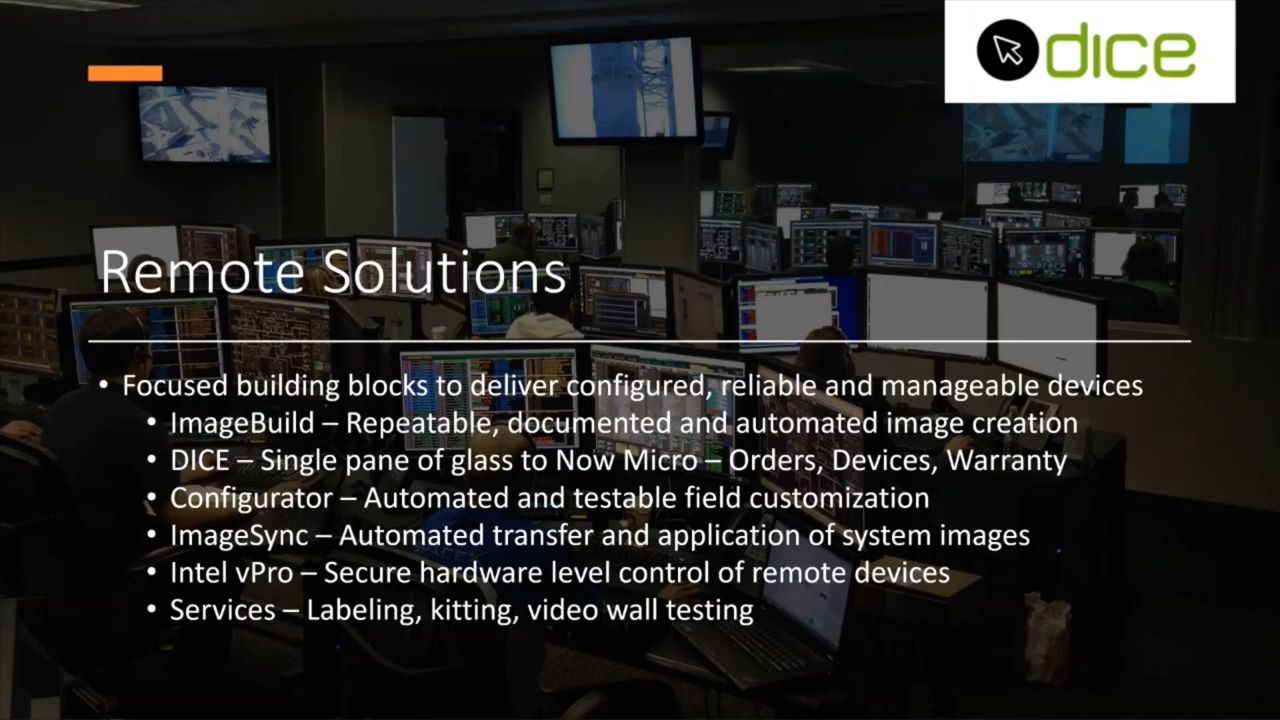 dice
Remote Solutions
• Focused building blocks to deliver configured, reliable and manageable devices
• ImageBuild – Repeatable, documented and automated image creation
• DICE – Single pane of glass to Now Micro – Orders, Devices, Warranty
• Configurator – Automated and testable field customization
• ImageSync – Automated transfer and application of system images
• Intel vPro – Secure hardware level control of remote devices
• Services – Labeling, kitting, video wall testing